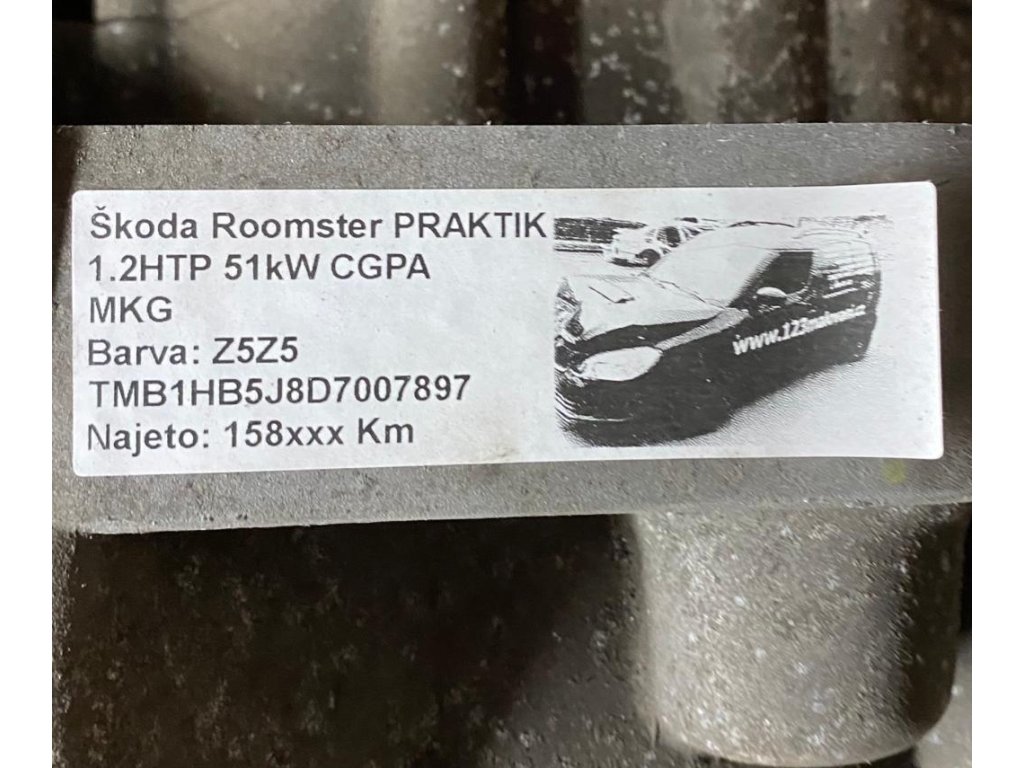 Škoda Roomster PRAKTIK
1.2HTP 51kW CGPA
MKG
Barva: Z5Z5
TMB1HB5J8D7007897
Najeto: 158xxx Km